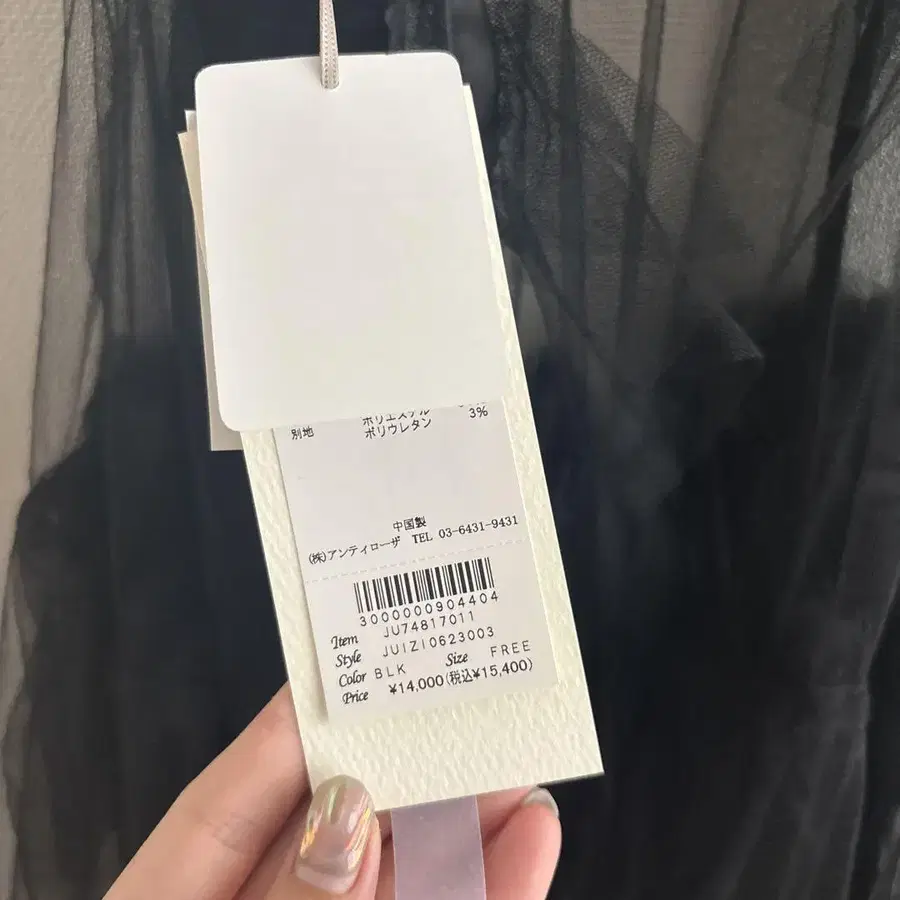 別地 ポリエステル
ポリウレタン 3%
中国製
(株)アンティローザ TEL 03-6431-9431
3000000904404
Item JU74817011
Style JUIZI0623003
Color BLK Size FREE
Price ¥14,000(税込¥15,400)